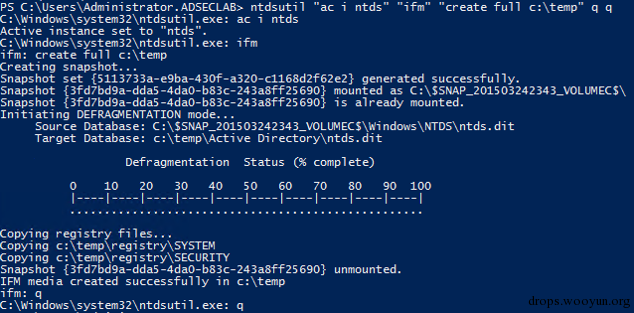 PS C:\Users\Administrator.ADSECLAB> ntdsutil "ac i ntds" "ifm" "create full c:\temp" q q
C:\Windows\system32\ntdsutil.exe: ac i ntds
Active instance set to "ntds".
C:\Windows\system32\ntdsutil.exe: ifm
ifm: create full c:\temp
Creating snapshot...
Snapshot set {5113733a-e9ba-430f-a320-c1168d2f62e2} generated successfully.
Snapshot {3fd7bd9a-dda5-4da0-b83c-243a8ff25690} mounted as C:\$SNAP_201503242343_VOLUMEC$\
Snapshot {3fd7bd9a-dda5-4da0-b83c-243a8ff25690} is already mounted.
Initiating DEFRAGMENTATION mode...
Source Database: C:\$SNAP_201503242343_VOLUMEC$\Windows\NTDS\ntds.dit
Target Database: c:\temp\Active Directory\ntds.dit
Defragmentation  Status (% complete)
0    10   20   30   40   50   60   70   80   90  100
|----|----|----|----|----|----|----|----|----|----|
...................................................
Copying registry files...
Copying c:\temp\registry\SYSTEM
Copying c:\temp\registry\SECURITY
Snapshot {3fd7bd9a-dda5-4da0-b83c-243a8ff25690} unmounted.
IFM media created successfully in c:\temp
ifm: q
C:\Windows\system32\ntdsutil.exe: q
drops.wooyun.org